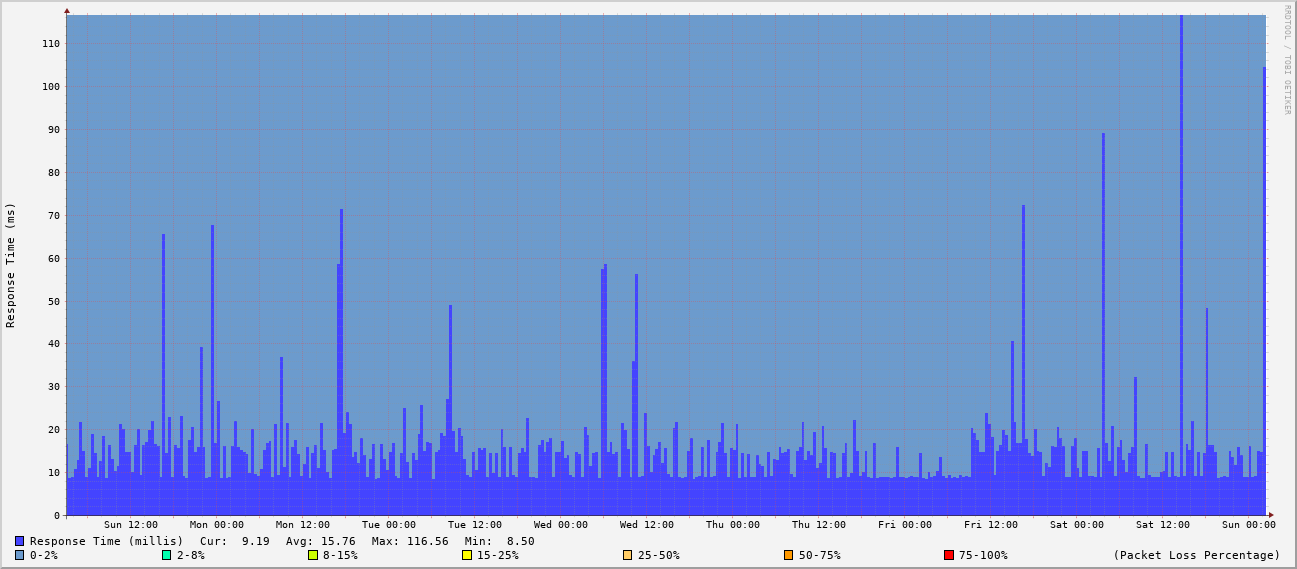 RRDTOOL / TOBI OETIKER
Response Time (ms)
110
100
90
80
70
60
50
40
30
20
10
0
Sun 12:00 Mon 00:00 Mon 12:00 Tue 00:00 Tue 12:00 Wed 00:00 Wed 12:00 Thu 00:00 Thu 12:00 Fri 00:00 Fri 12:00 Sat 00:00 Sat 12:00 Sun 00:00
Response Time (millis) Cur: 9.19 Avg: 15.76 Max: 116.56 Min: 8.50
0-2% 2-8% 8-15% 15-25% 25-50% 50-75% 75-100% (Packet Loss Percentage)